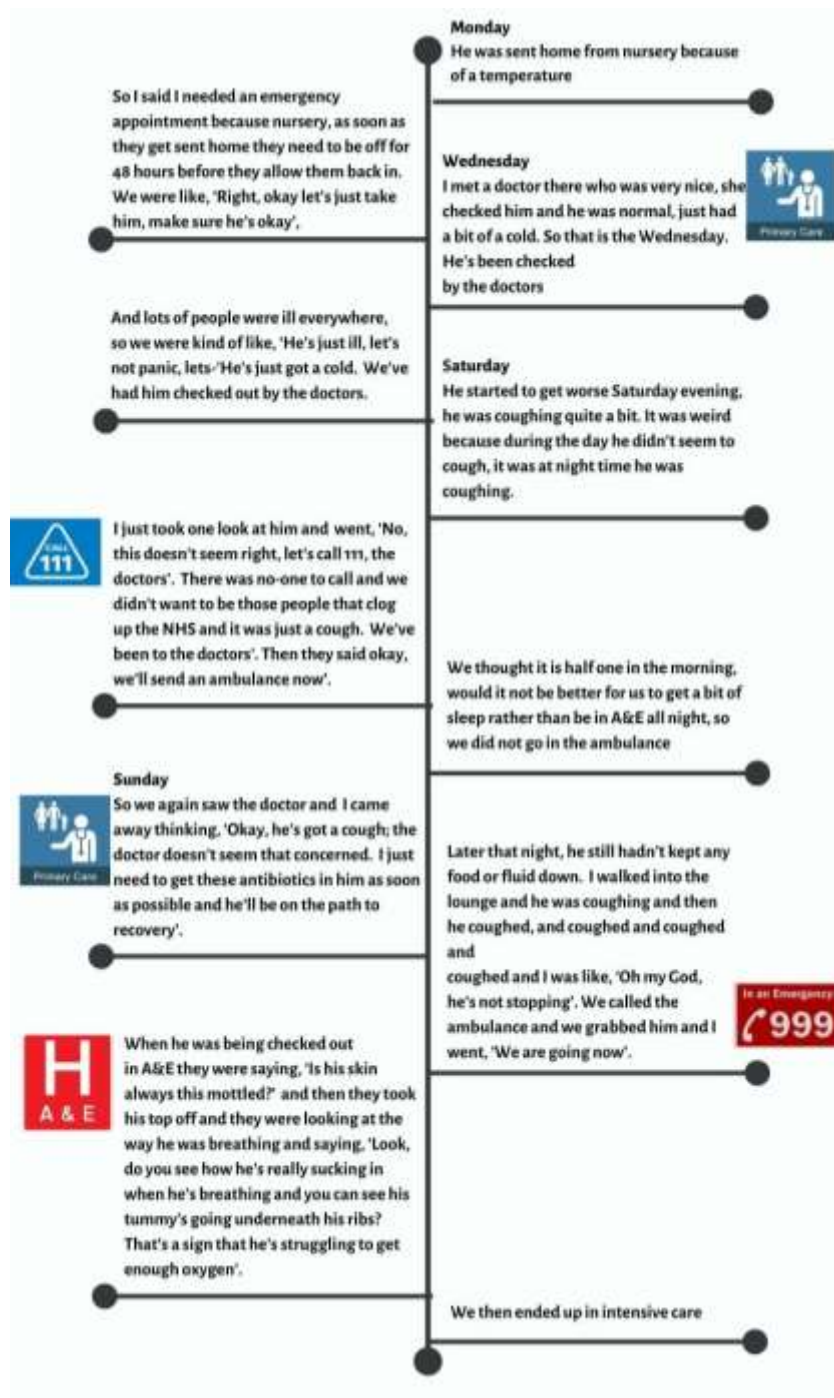 Monday
He was sent home from nursery because
of a temperature
So I said I needed an emergency
appointment because nursery, as soon as
they get sent home they need to be off for
48 hours before they allow them back in.
We were like, 'Right, okay let's just take
him, make sure he's okay',
Wednesday
I met a doctor there who was very nice, she
checked him and he was normal, just had
a bit of a cold. So that is the Wednesday.
He's been checked
by the doctors
Primary Care
And lots of people were ill everywhere,
so we were kind of like, 'He's just ill, let's
not panic, lets-'He's just got a cold. We've
had him checked out by the doctors.
Saturday
He started to get worse Saturday evening,
he was coughing quite a bit. It was weird
because during the day he didn't seem to
cough, it was at night time he was
coughing.
CALL
111
I just took one look at him and went, 'No,
this doesn't seem right, let's call 111, the
doctors'. There was no-one to call and we
didn't want to be those people that clog
up the NHS and it was just a cough. We've
been to the doctors'. Then they said okay,
we'll send an ambulance now'.
We thought it is half one in the morning,
would it not be better for us to get a bit of
sleep rather than be in A&E all night, so
we did not go in the ambulance
Sunday
So we again saw the doctor and I came
away thinking, 'Okay, he's got a cough; the
doctor doesn't seem that concerned. I just
need to get these antibiotics in him as soon
as possible and he'll be on the path to
recovery'.
Primary Care
Later that night, he still hadn't kept any
food or fluid down. I walked into the
lounge and he was coughing and then
he coughed, and coughed and coughed
and
coughed and I was like, 'Oh my God,
he's not stopping'. We called the
ambulance and we grabbed him and I
went, 'We are going now'.
In an Emergency
999
H
A & E
When he was being checked out
in A&E they were saying, 'Is his skin
always this mottled?' and then they took
his top off and they were looking at the
way he was breathing and saying, 'Look,
do you see how he's really sucking in
when he's breathing and you can see his
tummy's going underneath his ribs?
That's a sign that he's struggling to get
enough oxygen'.
We then ended up in intensive care